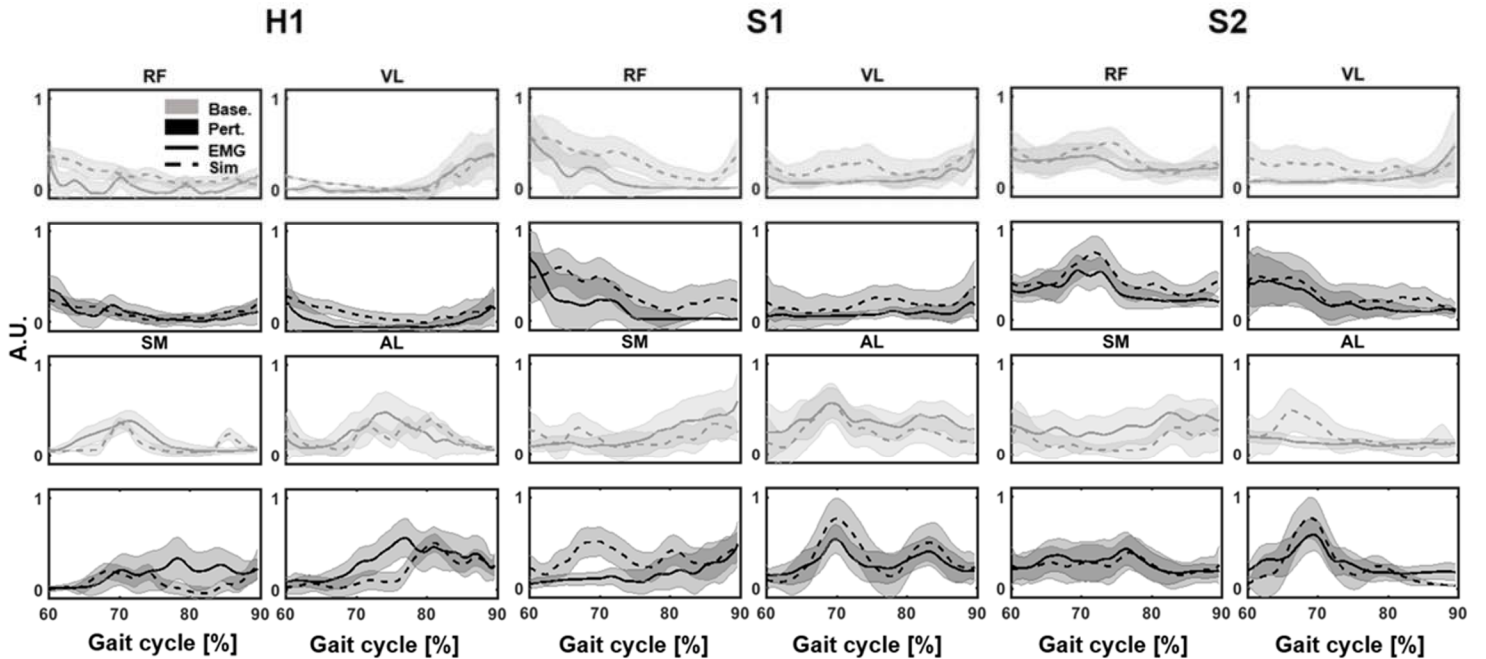 H1 S1 S2
RF VL RF VL RF VL
1 1 1 1 1 1
Base.
Pert.
EMG
Sim
0 0 0 0 0 0
1 1 1 1 1 1
0 0 0 0 0 0
A.U.
SM AL SM AL SM AL
1 1 1 1 1 1
0 0 0 0 0 0
1 1 1 1 1 1
0 0 0 0 0 0
60 70 80 90 60 70 80 90 60 70 80 90 60 70 80 90 60 70 80 90 60 70 80 90
Gait cycle [%] Gait cycle [%] Gait cycle [%] Gait cycle [%] Gait cycle [%] Gait cycle [%]